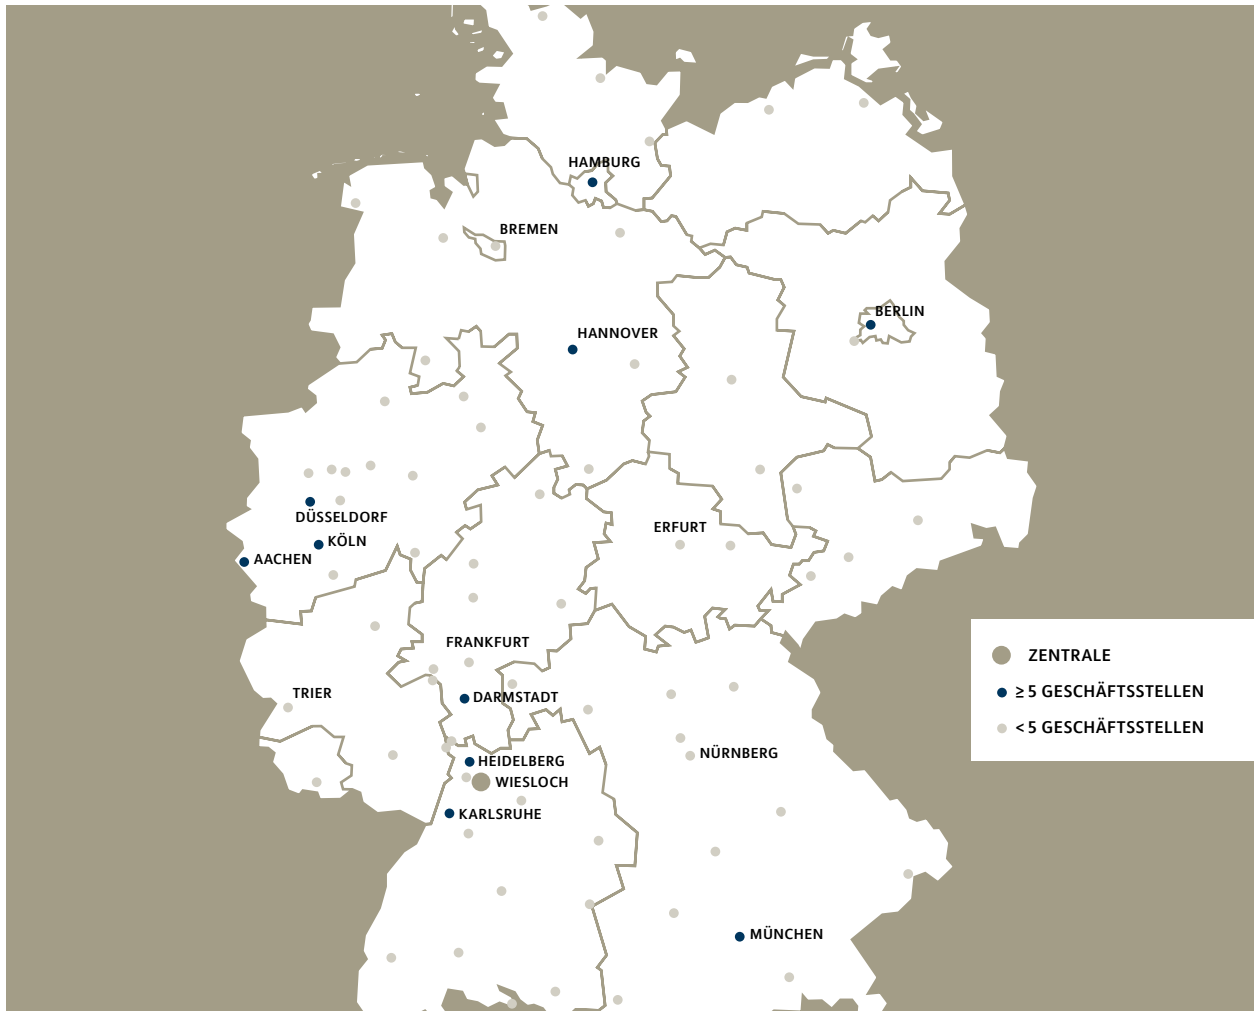 HAMBURG
BREMEN
BERLIN
HANNOVER
DÜSSELDORF
KÖLN
AACHEN
ERFURT
FRANKFURT
TRIER
DARMSTADT
NÜRNBERG
HEIDELBERG
WIESLOCH
KARLSRUHE
MÜNCHEN
ZENTRALE
≥ 5 GESCHÄFTSSTELLEN
< 5 GESCHÄFTSSTELLEN